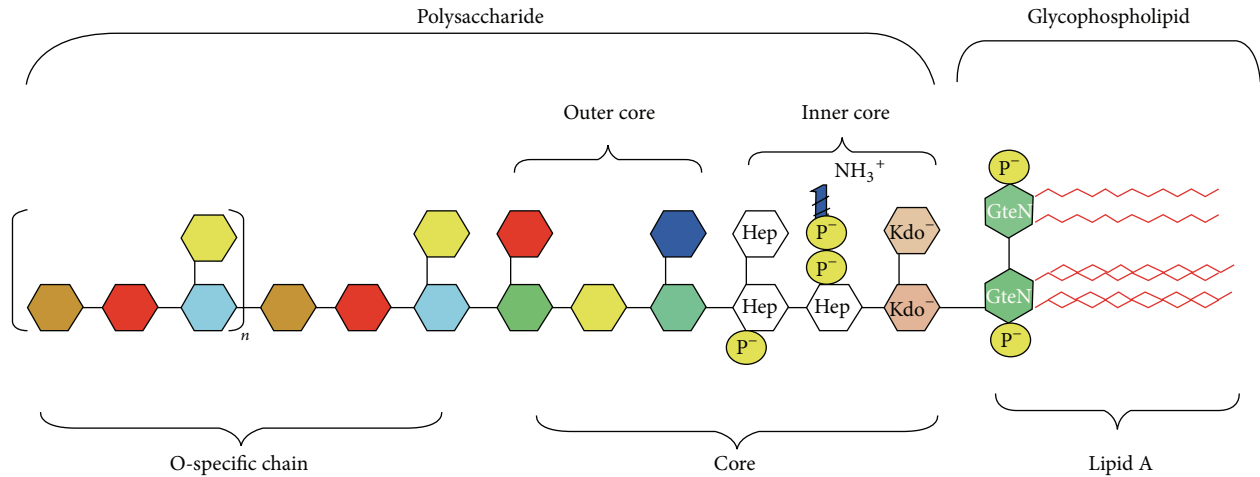 Polysaccharide
Glycophospholipid
Outer core
Inner core
NH₃⁺
P⁻
GteN
Hep
P⁻
Kdo⁻
P⁻
GteN
Hep
Hep
Kdo⁻
P⁻
P⁻
n
O-specific chain
Core
Lipid A